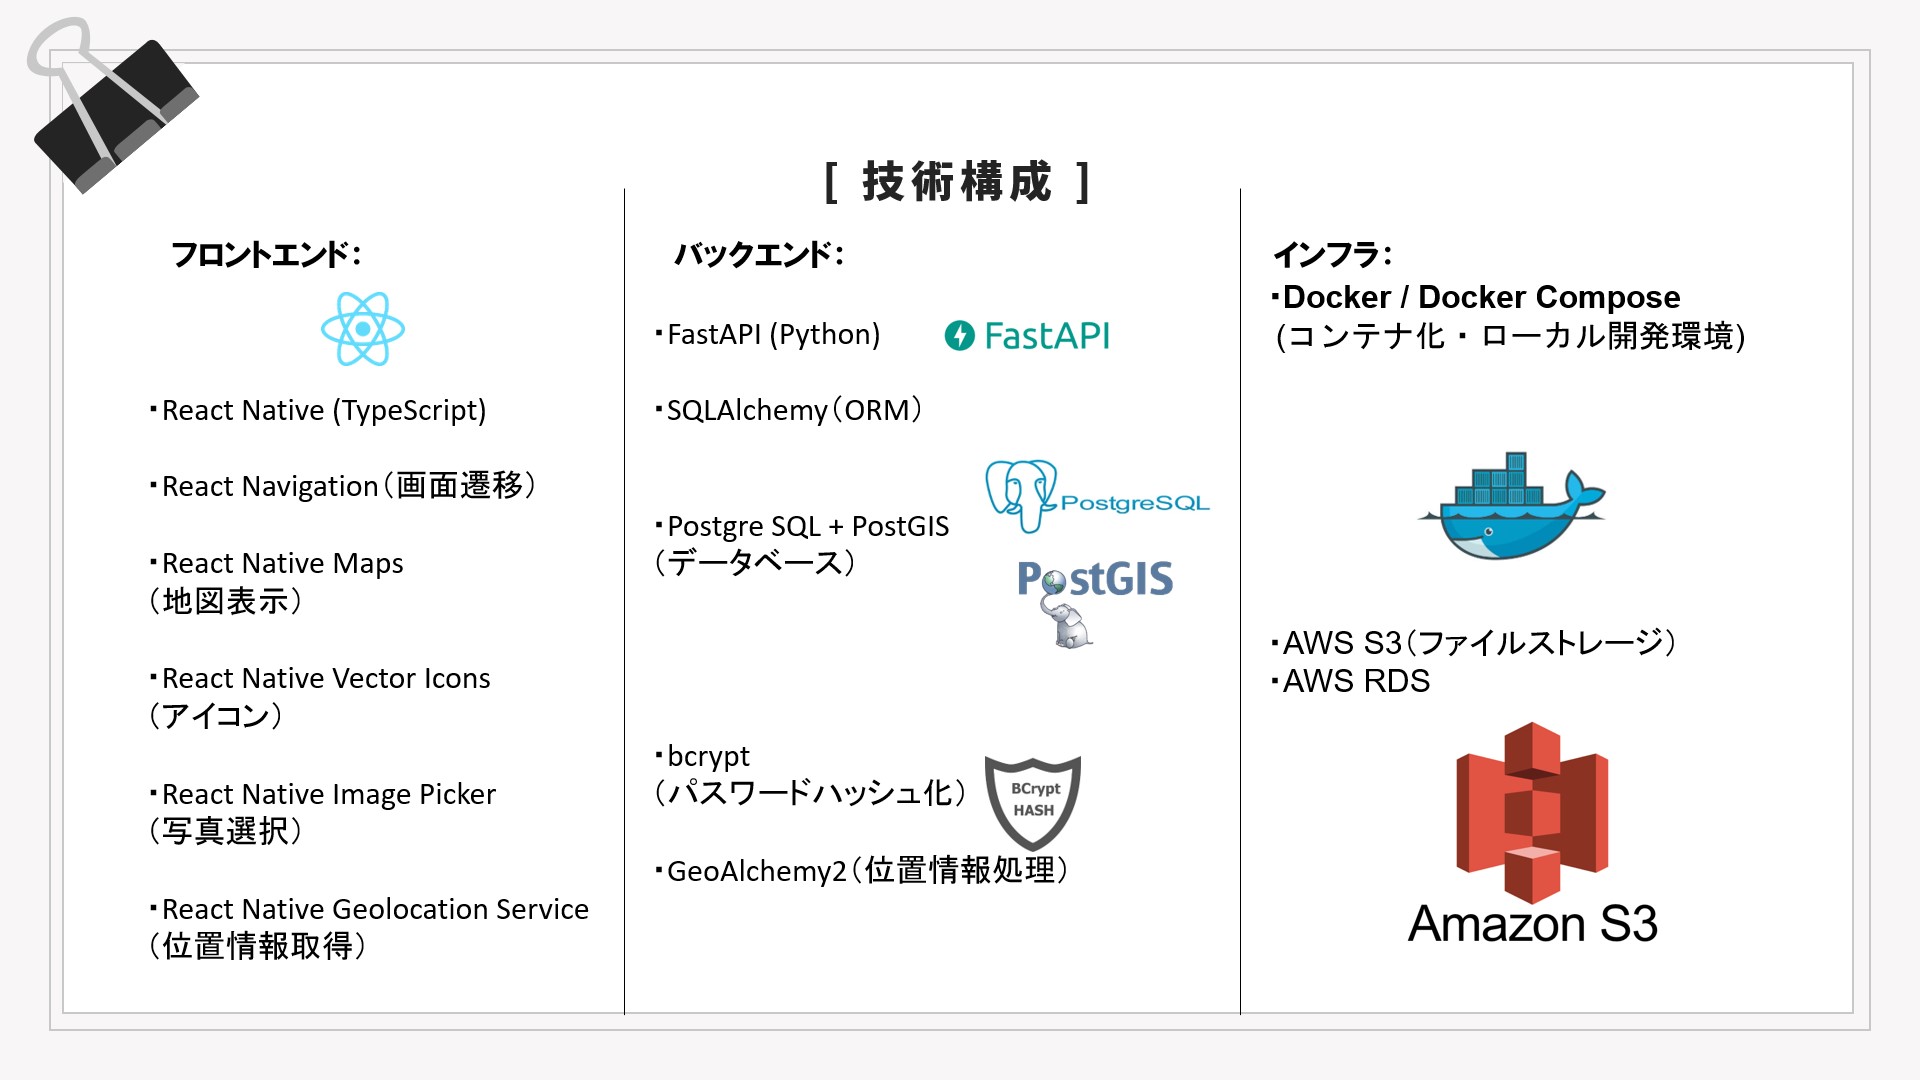 [ 技術構成 ]
フロントエンド：
・React Native (TypeScript)
・React Navigation（画面遷移）
・React Native Maps
（地図表示）
・React Native Vector Icons
（アイコン）
・React Native Image Picker
（写真選択）
・React Native Geolocation Service
（位置情報取得）
バックエンド：
・FastAPI (Python)
FastAPI
・SQLAlchemy（ORM）
PostgreSQL
・Postgre SQL + PostGIS
（データベース）
PostGIS
・bcrypt
（パスワードハッシュ化）
BCrypt
HASH
・GeoAlchemy2（位置情報処理）
インフラ：
・Docker / Docker Compose
(コンテナ化・ローカル開発環境)
・AWS S3（ファイルストレージ）
・AWS RDS
Amazon S3